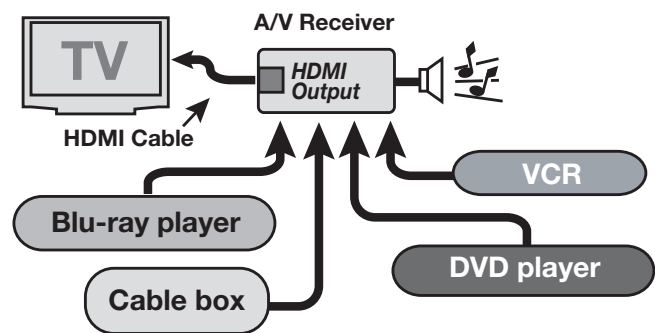 A/V Receiver
TV
HDMI
Output
HDMI Cable
VCR
Blu-ray player
DVD player
Cable box